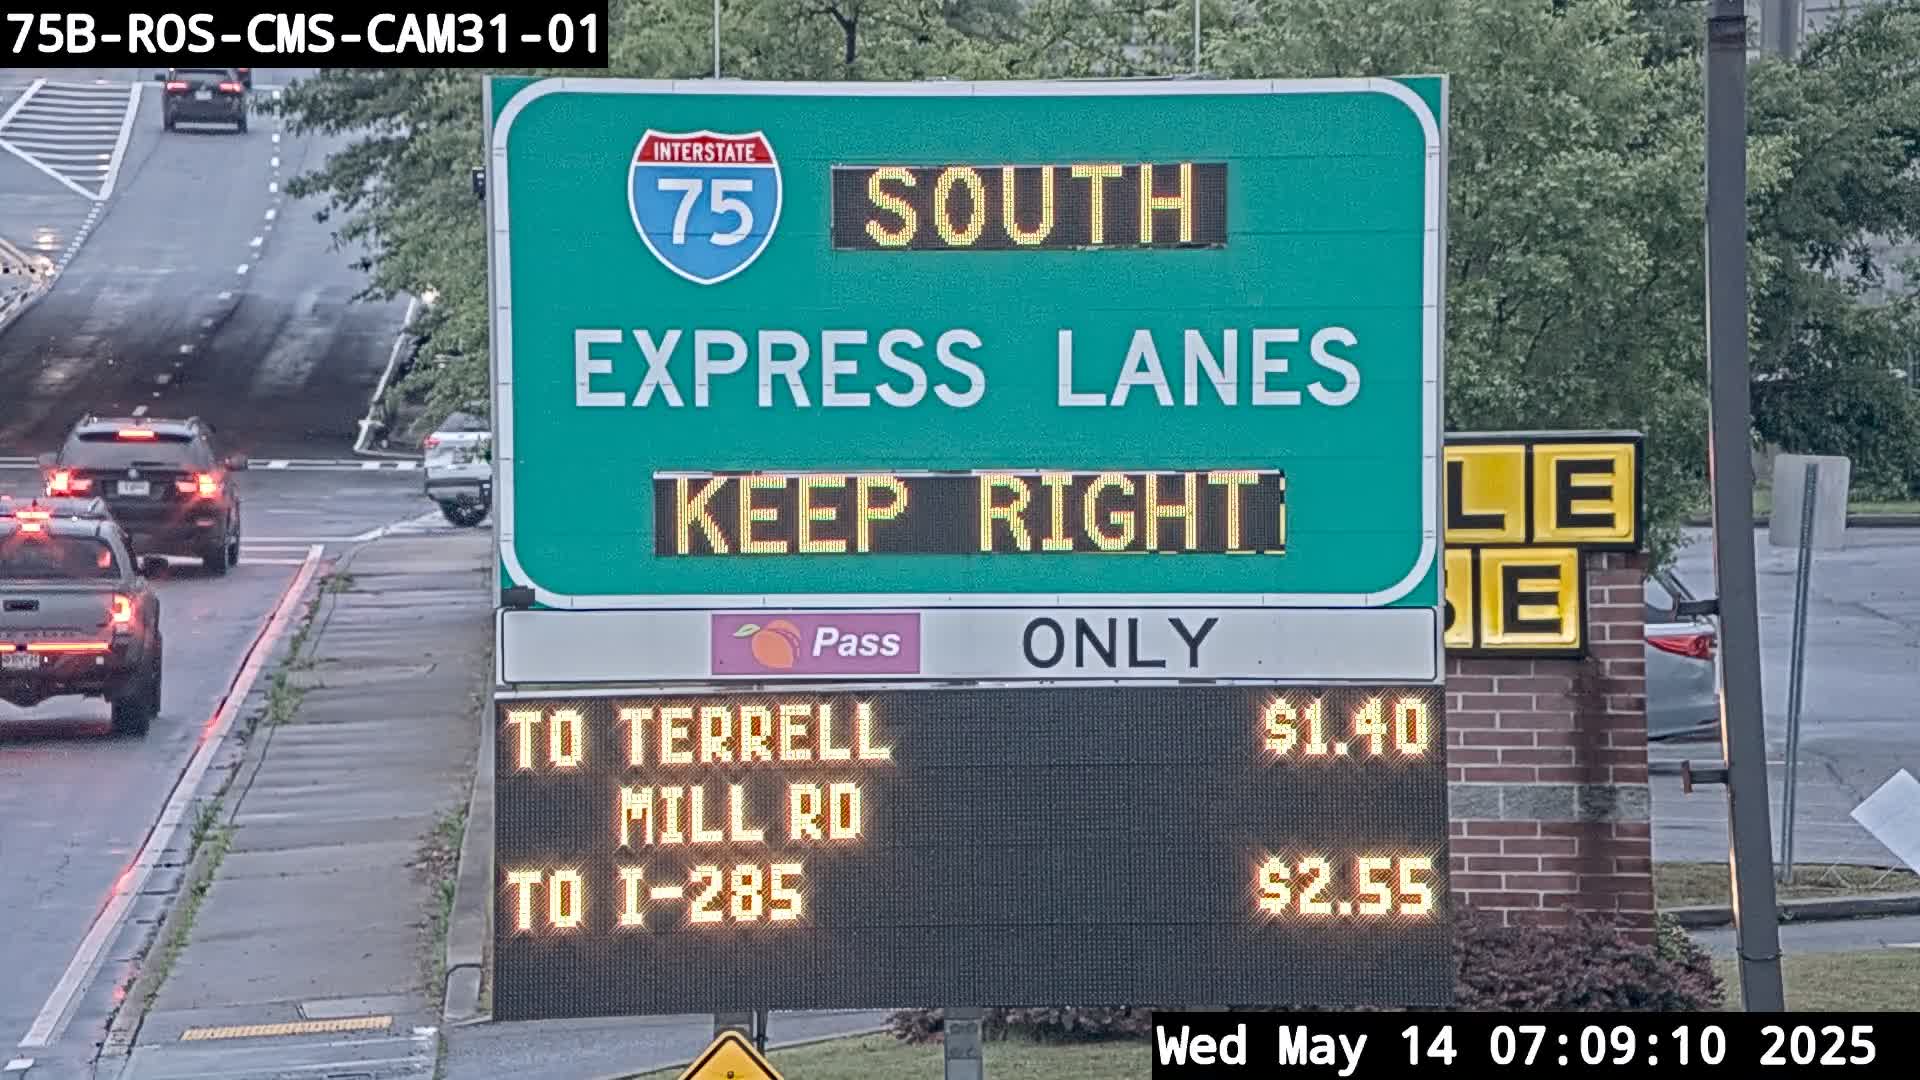 75B-ROS-CMS-CAM31-01
INTERSTATE
75
SOUTH
EXPRESS LANES
KEEP RIGHT
Pass ONLY
TO TERRELL $1.40
MILL RD
TO I-285 $2.55
LE
E
Wed May 14 07:09:10 2025